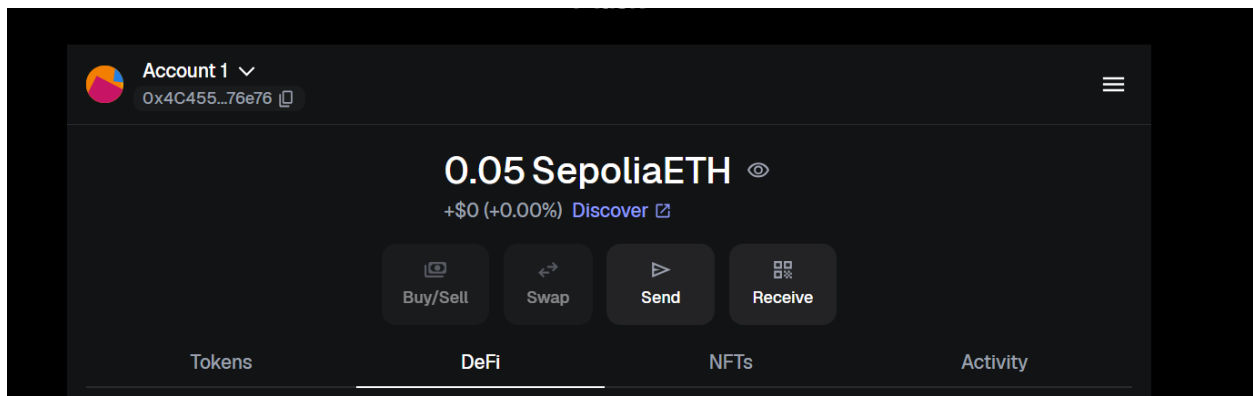 Account 1
0x4C455...76e76
0.05 SepoliaETH
+$0 (+0.00%) Discover
Buy/Sell Swap Send Receive
Tokens DeFi NFTs Activity